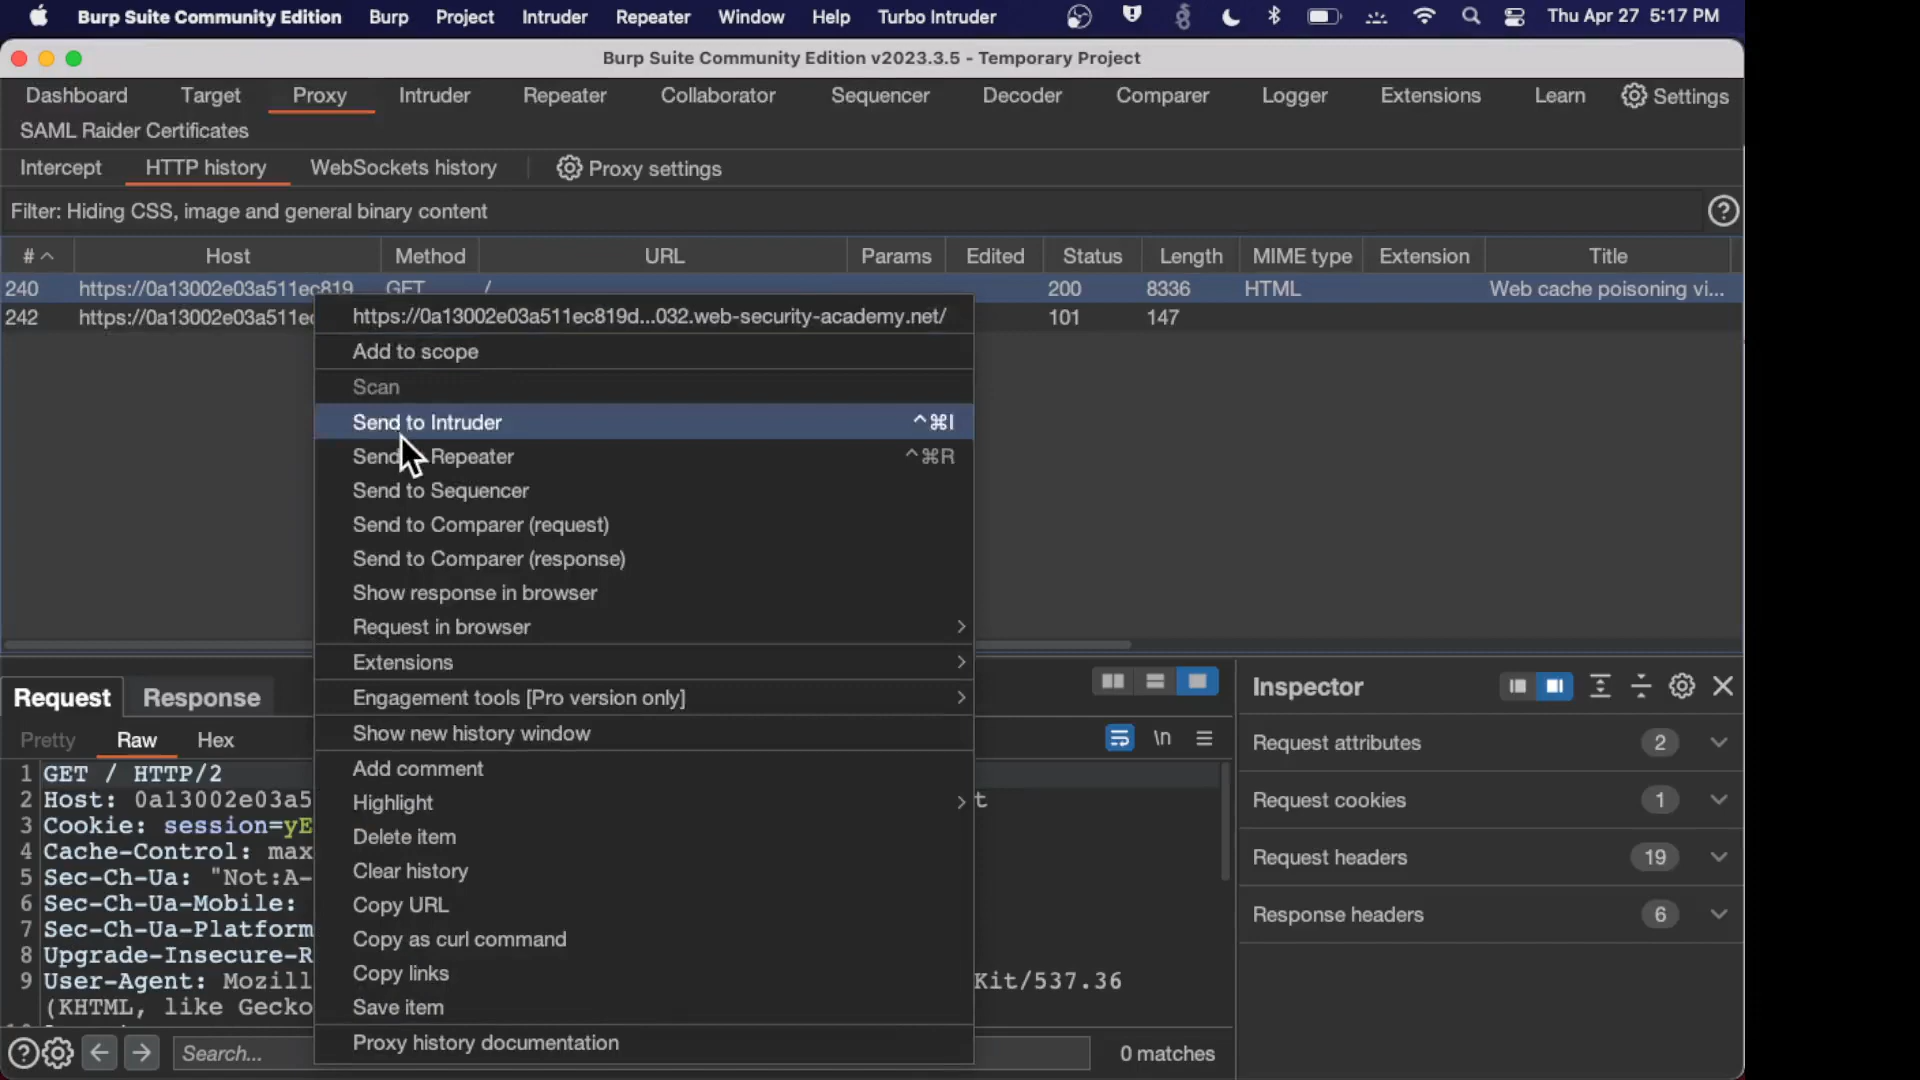 Burp Suite Community Edition Burp Project Intruder Repeater Window Help Turbo Intruder Thu Apr 27 5:17 PM
Burp Suite Community Edition v2023.3.5 - Temporary Project
Dashboard Target Proxy Intruder Repeater Collaborator Sequencer Decoder Comparer Logger Extensions Learn Settings
SAML Raider Certificates
Intercept HTTP history WebSockets history Proxy settings
Filter: Hiding CSS, image and general binary content ?
# Host Method URL Params Edited Status Length MIME type Extension Title
240 https://0a13002e03a511ec819 GET / 200 8336 HTML Web cache poisoning vi...
242 https://0a13002e03a511ec 101 147
https://0a13002e03a511ec819d...032.web-security-academy.net/
Add to scope
Scan
Send to Intruder ^⌘I
Send Repeater ^⌘R
Send to Sequencer
Send to Comparer (request)
Send to Comparer (response)
Show response in browser
Request in browser
Extensions
Engagement tools [Pro version only]
Show new history window
Add comment
Highlight
Delete item
Clear history
Copy URL
Copy as curl command
Copy links
Save item
Proxy history documentation
Request Response
Pretty Raw Hex \n
1 GET / HTTP/2
2 Host: 0a13002e03a5 t
3 Cookie: session=yE
4 Cache-Control: max
5 Sec-Ch-Ua: "Not:A-
6 Sec-Ch-Ua-Mobile:
7 Sec-Ch-Ua-Platform
8 Upgrade-Insecure-R
9 User-Agent: Mozill Kit/537.36
(KHTML, like Gecko
? Search... 0 matches
Inspector
Request attributes 2
Request cookies 1
Request headers 19
Response headers 6